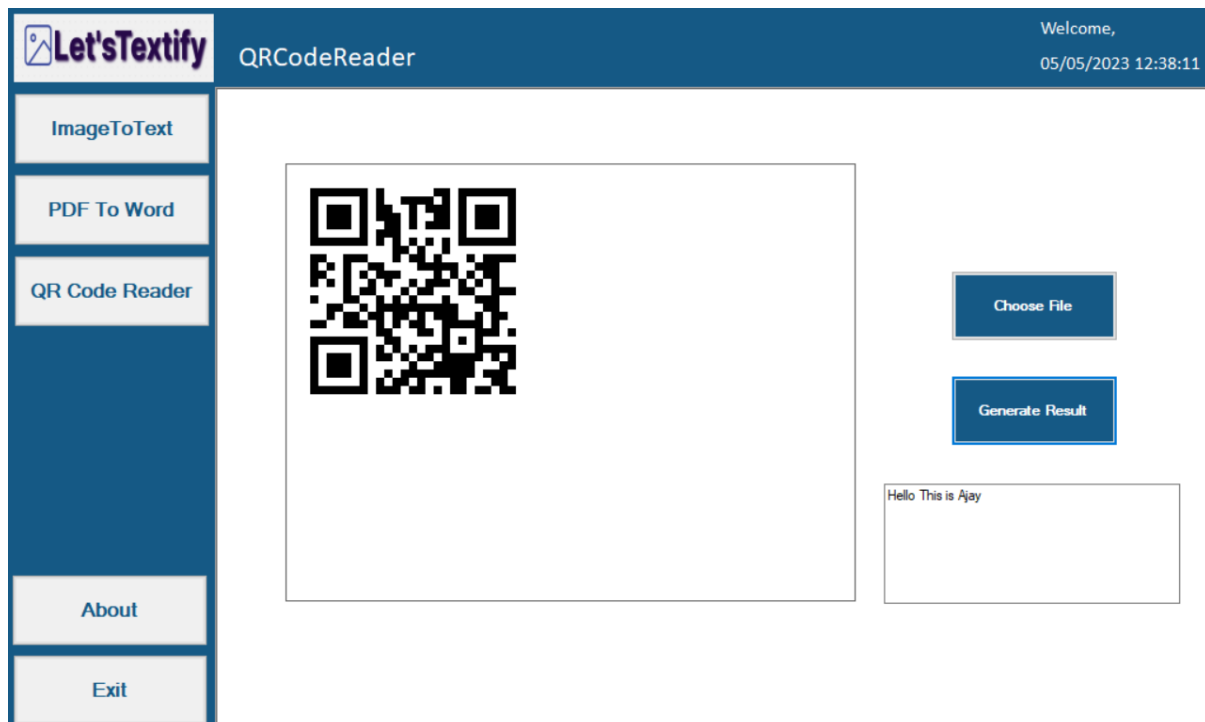 Let'sTextify
QRCodeReader
Welcome,
05/05/2023 12:38:11
ImageToText
PDF To Word
QR Code Reader
Choose File
Generate Result
Hello This is Ajay
About
Exit